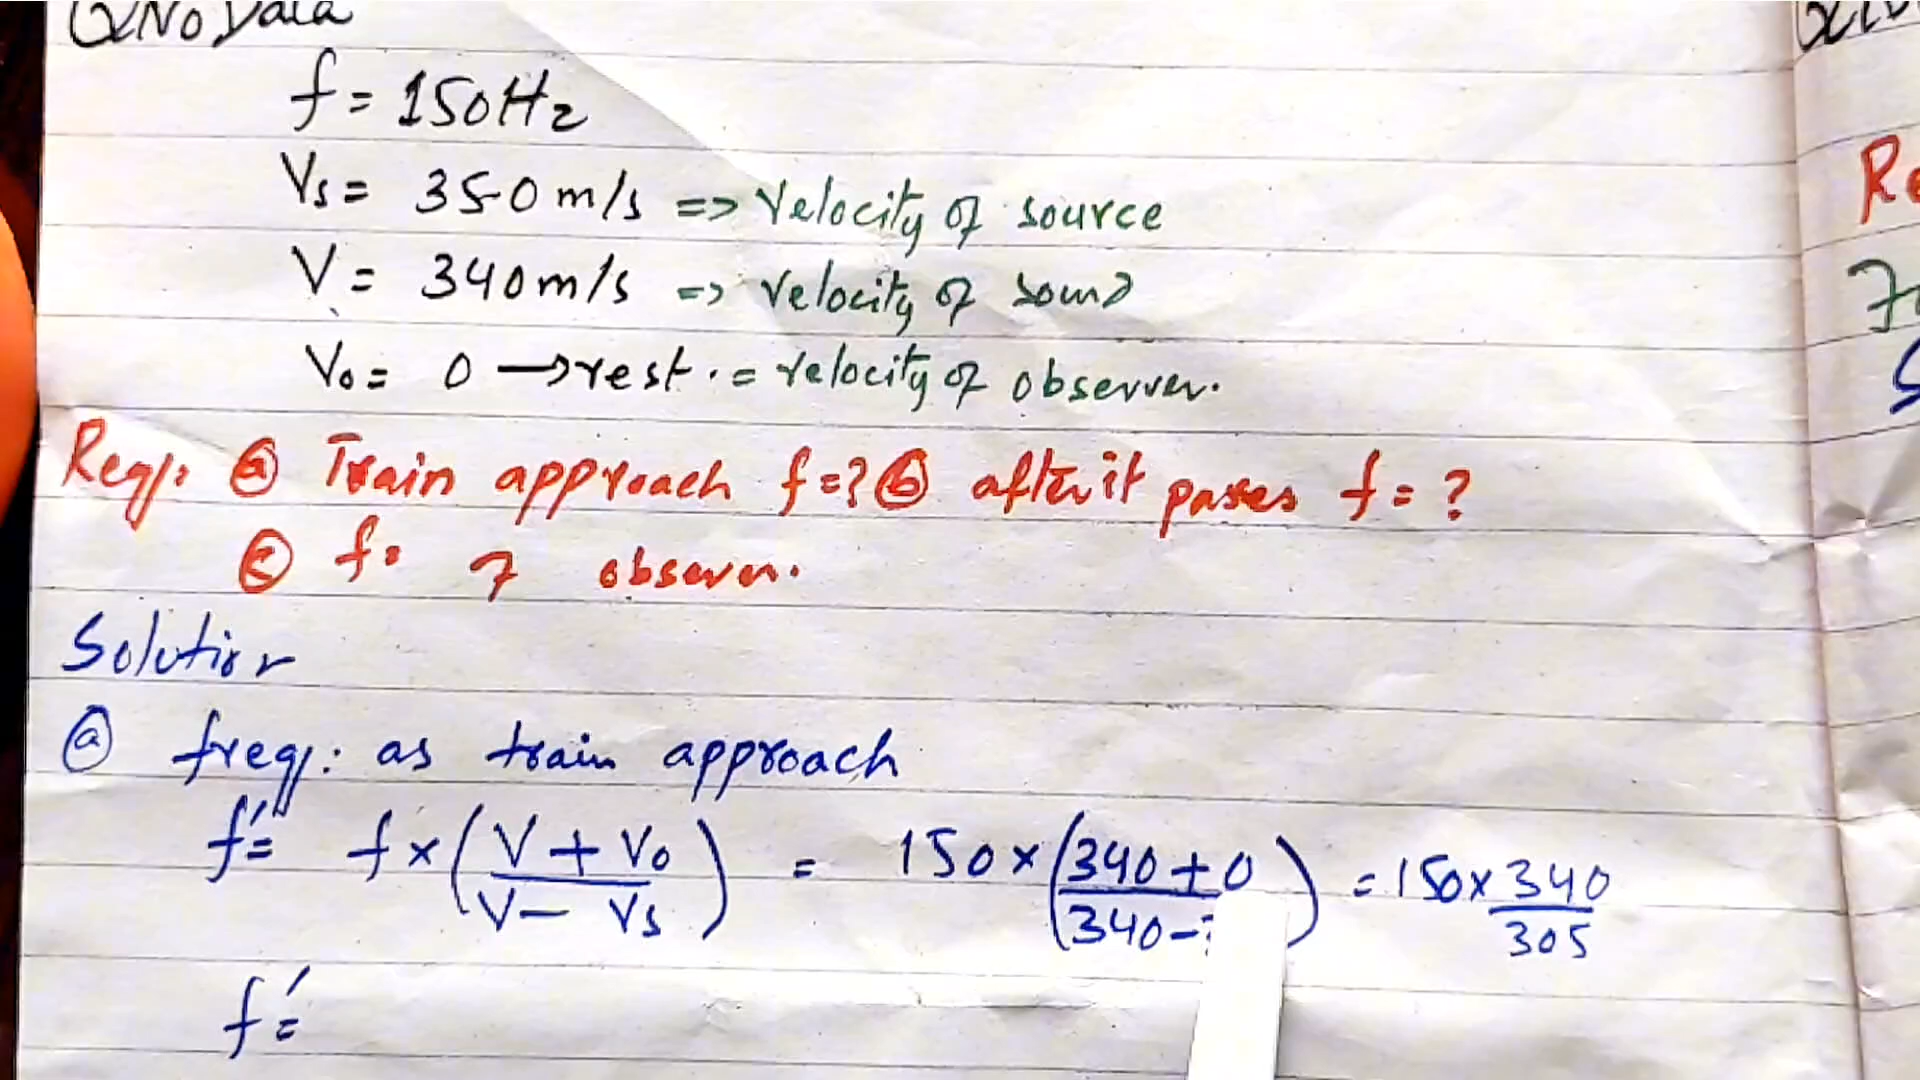 QNo Data
f = 150Hz
Vs = 350 m/s => Velocity of source
V = 340m/s => Velocity of sound
Vo = 0 → rest . = velocity of observer.
Req: ⓐ Train approach f = ? ⓑ after it passes f = ?
ⓒ f. of observer.
Solution
ⓐ freq: as train approach
f' = f × (V + Vo / V - Vs) = 150 × (340 + 0 / 340 - ) = 150 × 340 / 305
f' =